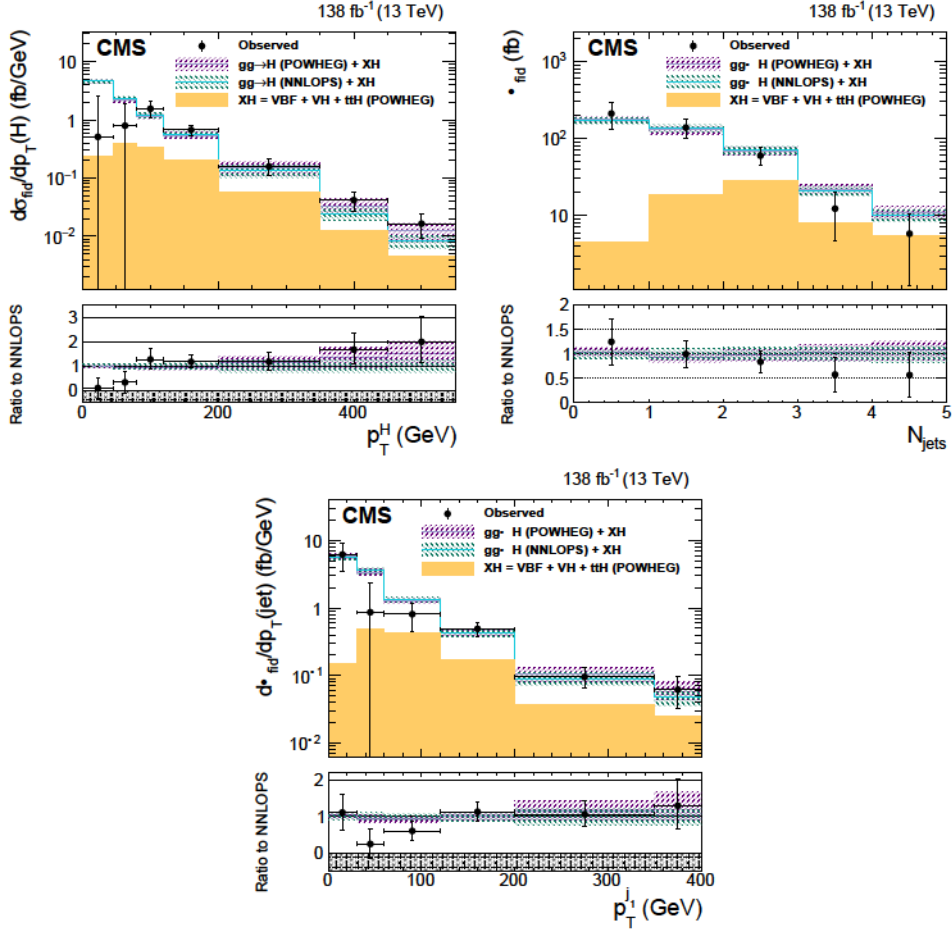 138 fb⁻¹ (13 TeV)
CMS
Observed
gg→H (POWHEG) + XH
gg→H (NNLOPS) + XH
XH = VBF + VH + ttH (POWHEG)
dσfid/dpT(H) (fb/GeV)
10
1
10⁻¹
10⁻²
Ratio to NNLOPS
3
2
1
0
0 200 400
pTH (GeV)
138 fb⁻¹ (13 TeV)
CMS
Observed
gg• H (POWHEG) + XH
gg• H (NNLOPS) + XH
XH = VBF + VH + ttH (POWHEG)
•fid (fb)
10³
10²
10
Ratio to NNLOPS
2
1.5
1
0.5
0
0 1 2 3 4 5
Njets
138 fb⁻¹ (13 TeV)
CMS
Observed
gg• H (POWHEG) + XH
gg• H (NNLOPS) + XH
XH = VBF + VH + ttH (POWHEG)
d•fid/dpT(jet) (fb/GeV)
10
1
10⁻¹
10•²
Ratio to NNLOPS
2
1
0
0 100 200 300 400
pTj1 (GeV)